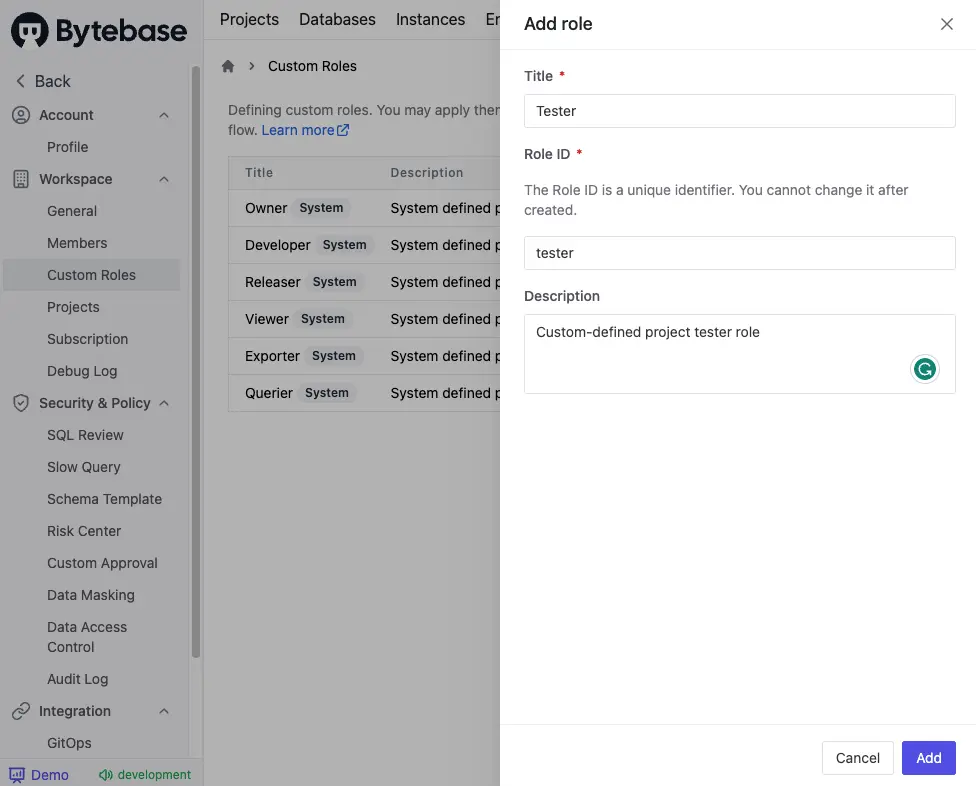 Bytebase
Back
Account
Profile
Workspace
General
Members
Custom Roles
Projects
Subscription
Debug Log
Security & Policy
SQL Review
Slow Query
Schema Template
Risk Center
Custom Approval
Data Masking
Data Access
Control
Audit Log
Integration
GitOps
Demo development
Projects Databases Instances
Custom Roles
Defining custom roles. You may apply
flow. Learn more
Title Description
Owner System System defined
Developer System System defined
Releaser System System defined
Viewer System System defined
Exporter System System defined
Querier System System defined
Add role
Title *
Tester
Role ID *
The Role ID is a unique identifier. You cannot change it after
created.
tester
Description
Custom-defined project tester role
Cancel Add